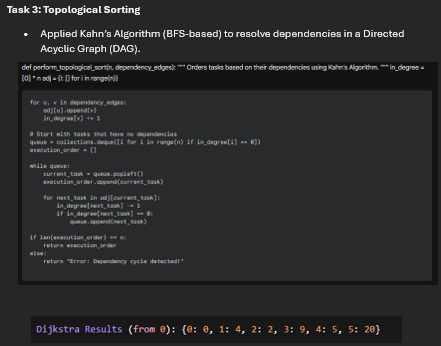 Task 3: Topological Sorting
• Applied Kahn's Algorithm (BFS-based) to resolve dependencies in a Directed
Acyclic Graph (DAG).
def perform_topological_sort(n, dependency_edges): """ Orders tasks based on their dependencies using Kahn's Algorithm. """ in_degree =
[0] * n adj = {i: [] for i in range(n)}
for u, v in dependency_edges:
adj[u].append(v)
in_degree[v] += 1
# Start with tasks that have no dependencies
queue = collections.deque([i for i in range(n) if in_degree[i] == 0])
execution_order = []
while queue:
current_task = queue.popleft()
execution_order.append(current_task)
for next_task in adj[current_task]:
in_degree[next_task] -= 1
if in_degree[next_task] == 0:
queue.append(next_task)
if len(execution_order) == n:
return execution_order
else:
return "Error: Dependency cycle detected!"
Dijkstra Results (from 0): {0: 0, 1: 4, 2: 2, 3: 9, 4: 5, 5: 20}